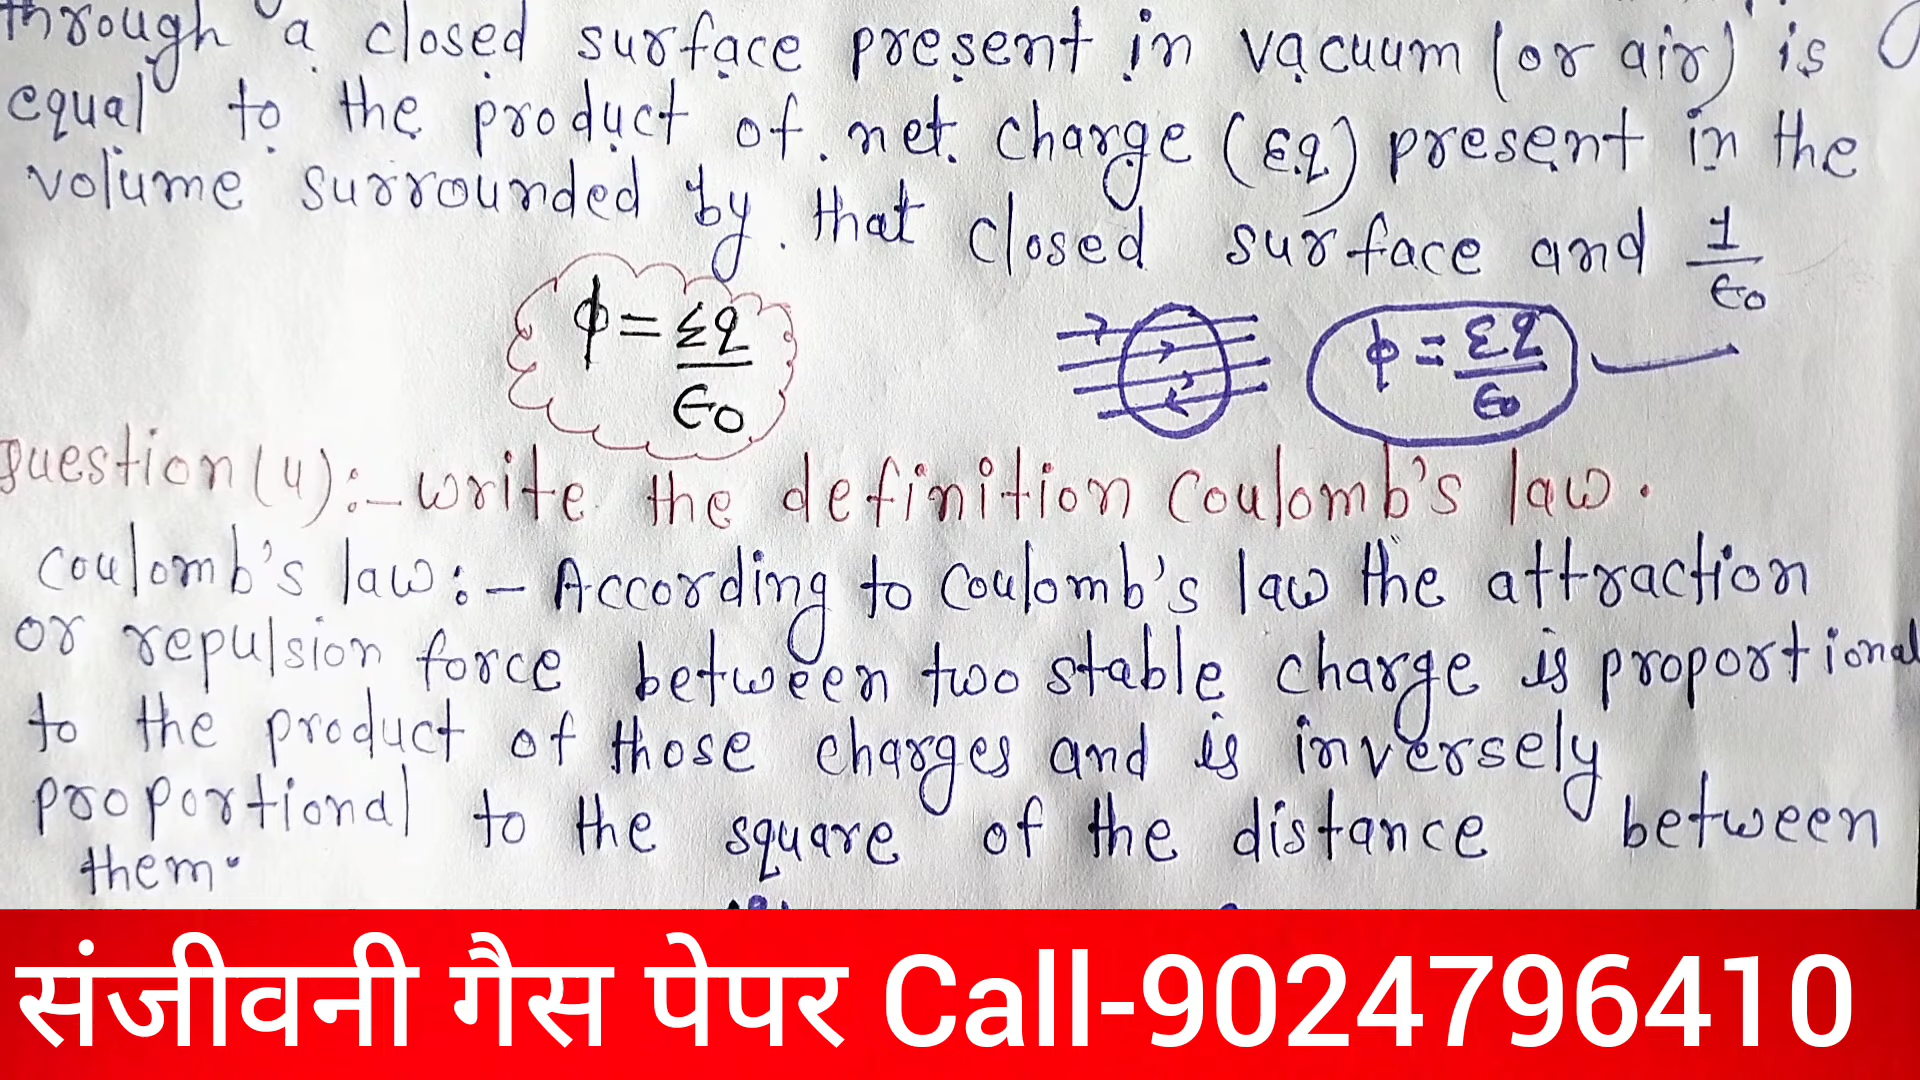 through a closed surface present in vacuum (or air) is
equal to the product of net charge (Σq) present in the
volume surrounded by that closed surface and 1/ϵ0
ϕ = Σq/ϵ0
ϕ = Σq/ϵ0
Question (4):- write the definition Coulomb's law.
Coulomb's law:- According to Coulomb's law the attraction
or repulsion force between two stable charge is proportional
to the product of those charges and is inversely
proportional to the square of the distance between
them.
संजीवनी गैस पेपर Call-9024796410